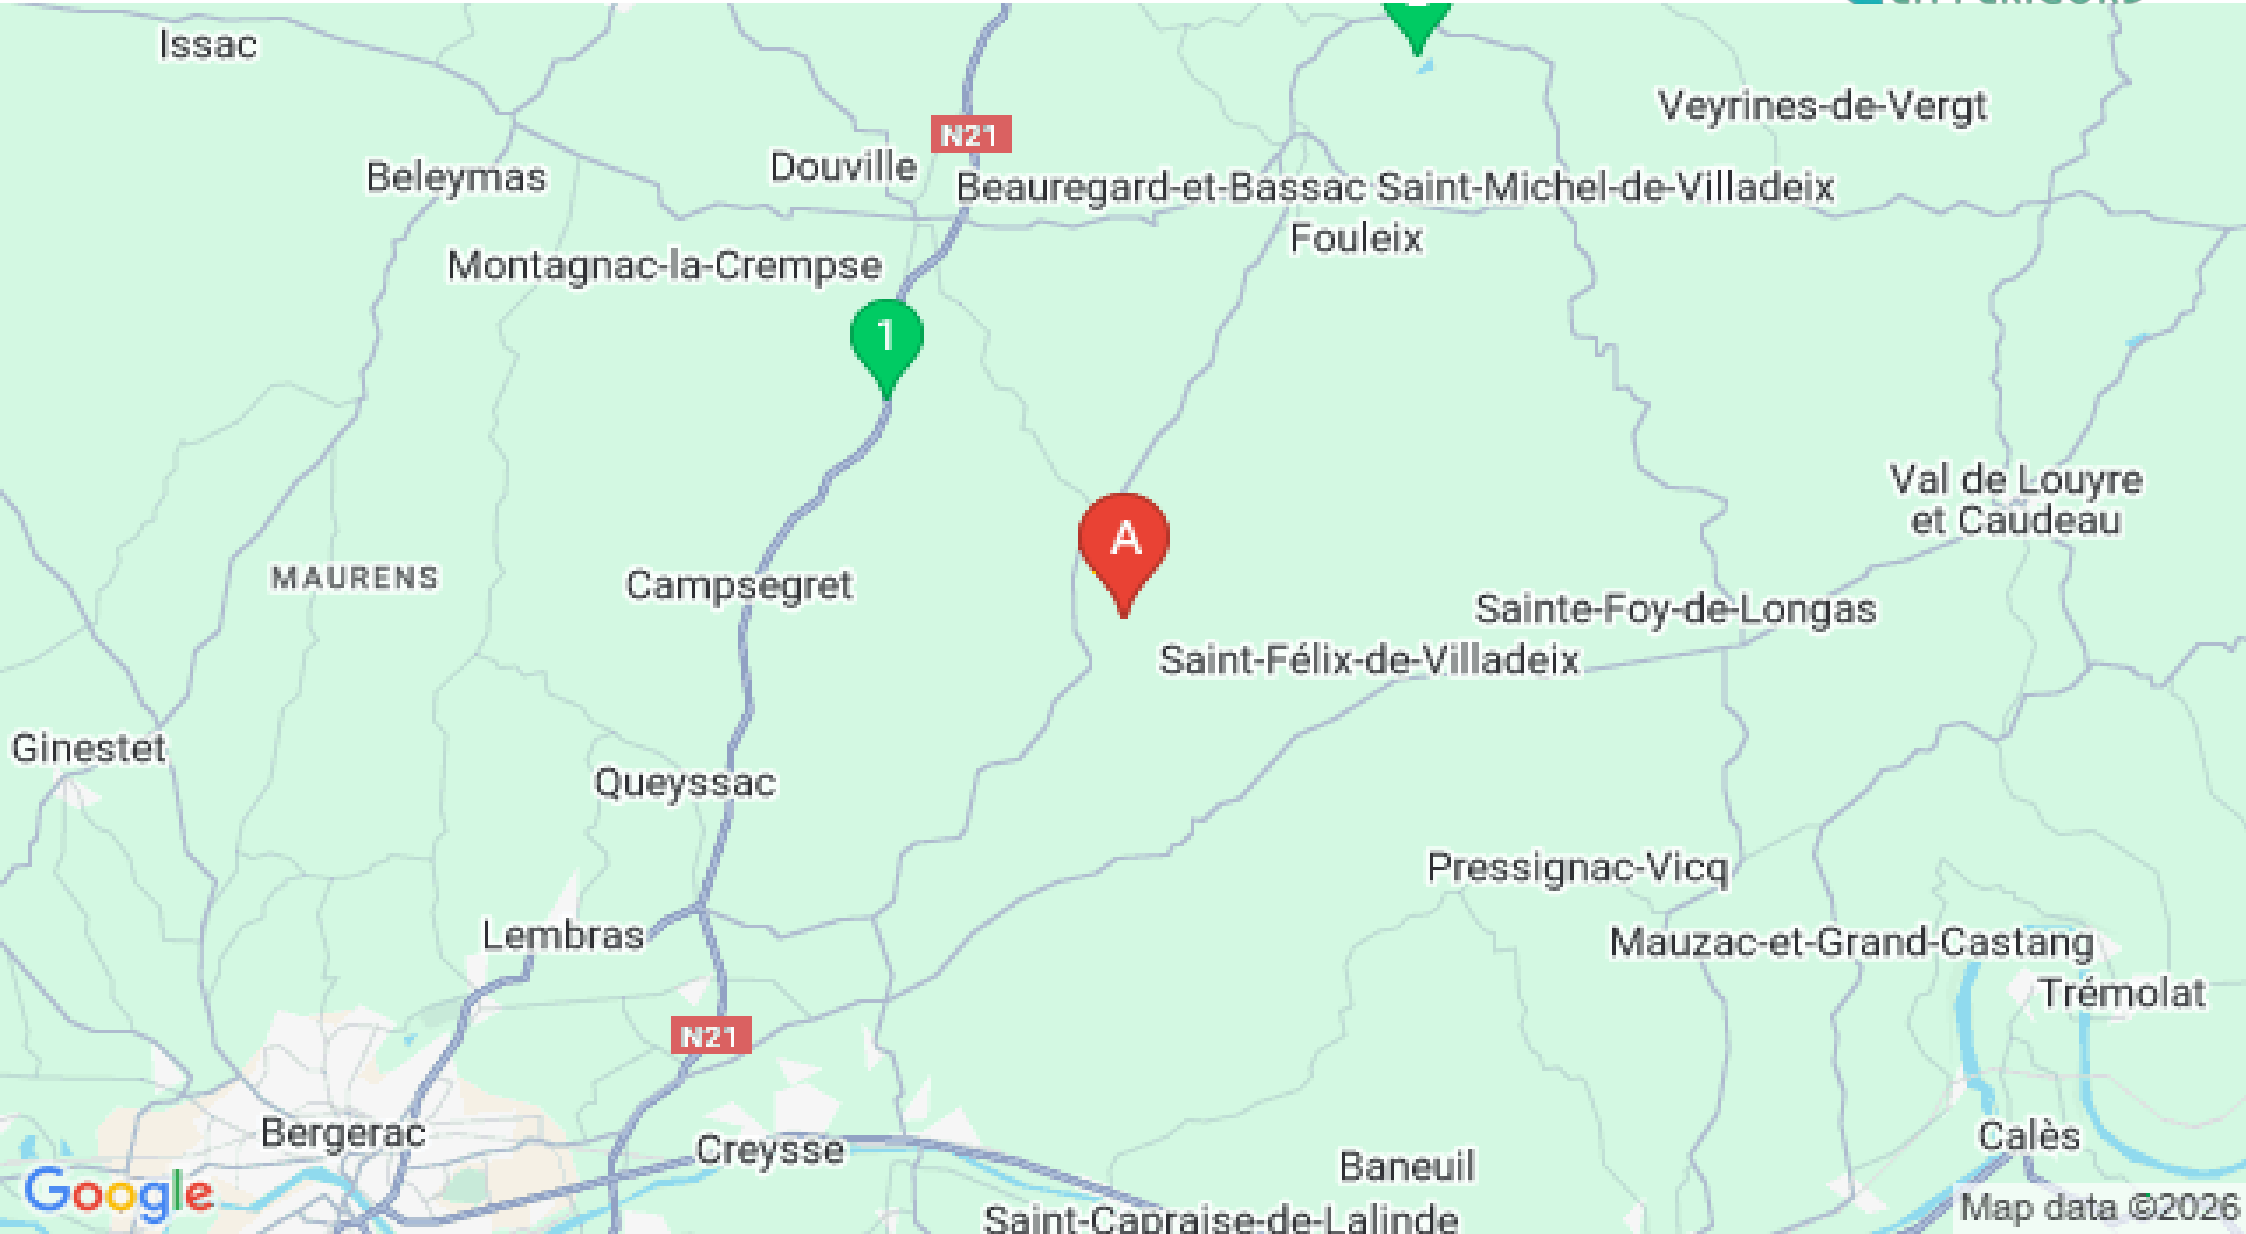 Issac
Veyrines-de-Vergt
N21
Douville
Beleymas
Beauregard-et-Bassac
Saint-Michel-de-Villadeix
Fouleix
Montagnac-la-Crempse
1
Val de Louyre
et Caudeau
A
MAURENS
Campsegret
Sainte-Foy-de-Longas
Saint-Félix-de-Villadeix
Ginestet
Queyssac
Pressignac-Vicq
Lembras
Mauzac-et-Grand-Castang
Trémolat
N21
Bergerac
Creysse
Calès
Baneuil
Google
Saint-Capraise-de-Lalinde
Map data ©2026